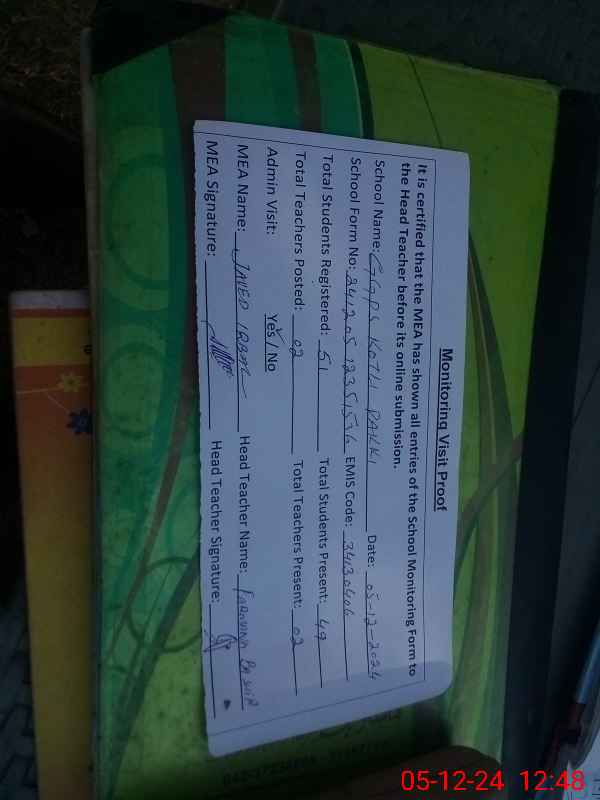 Monitoring Visit Proof
It is certified that the MEA has shown all entries of the School Monitoring Form to
the Head Teacher before its online submission.
School Name: GGPS KOTLI PAKKI Date: 05-12-2024
School Form No: 241205 12351536 EMIS Code: 34130406
Total Students Registered: 51 Total Students Present: 49
Total Teachers Posted: 02 Total Teachers Present: 02
Admin Visit: Yes / No
MEA Name: JAVED IQBAL Head Teacher Name:
MEA Signature: Head Teacher Signature:
05-12-24 12:48